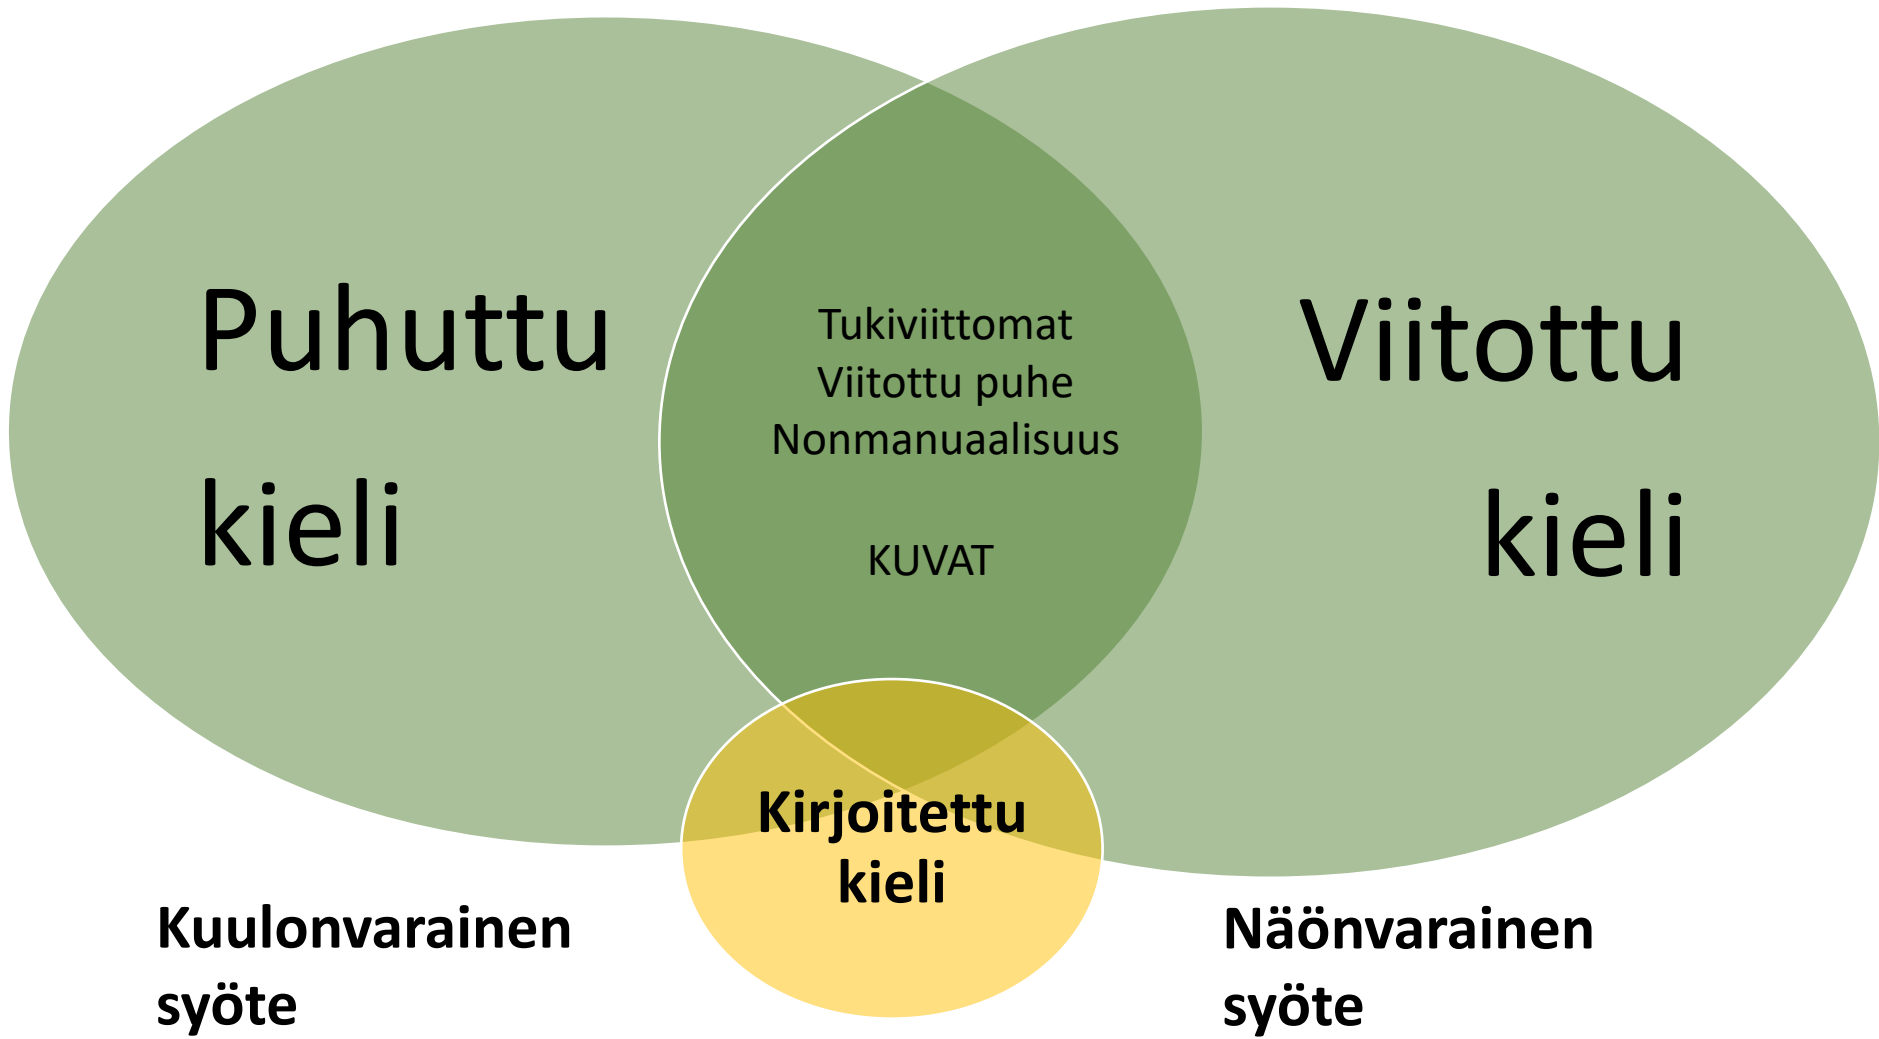 Puhuttu
kieli
Tukiviittomat
Viitottu puhe
Nonmanuaalisuus
KUVAT
Viitottu
kieli
Kirjoitettu
kieli
Kuulonvarainen
syöte
Näönvarainen
syöte